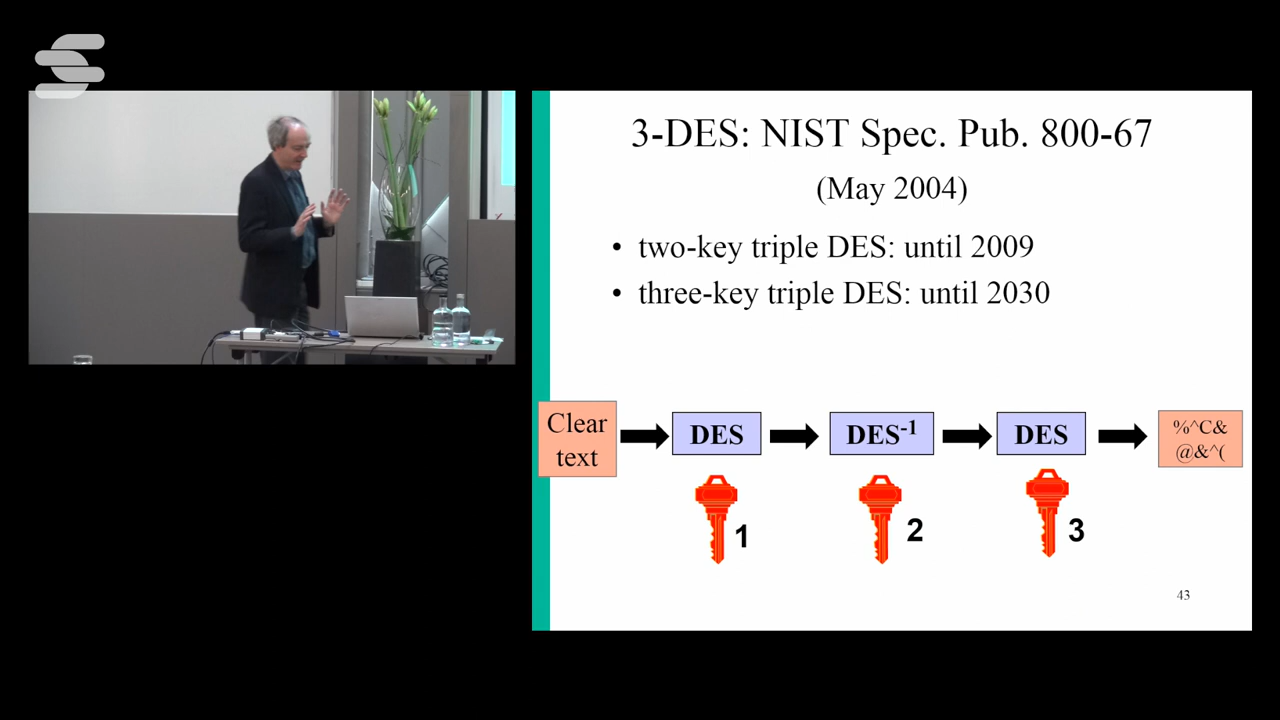 3-DES: NIST Spec. Pub. 800-67
(May 2004)
• two-key triple DES: until 2009
• three-key triple DES: until 2030
Clear
text
DES
DES-1
DES
%^C&
@&^(
1
2
3
43